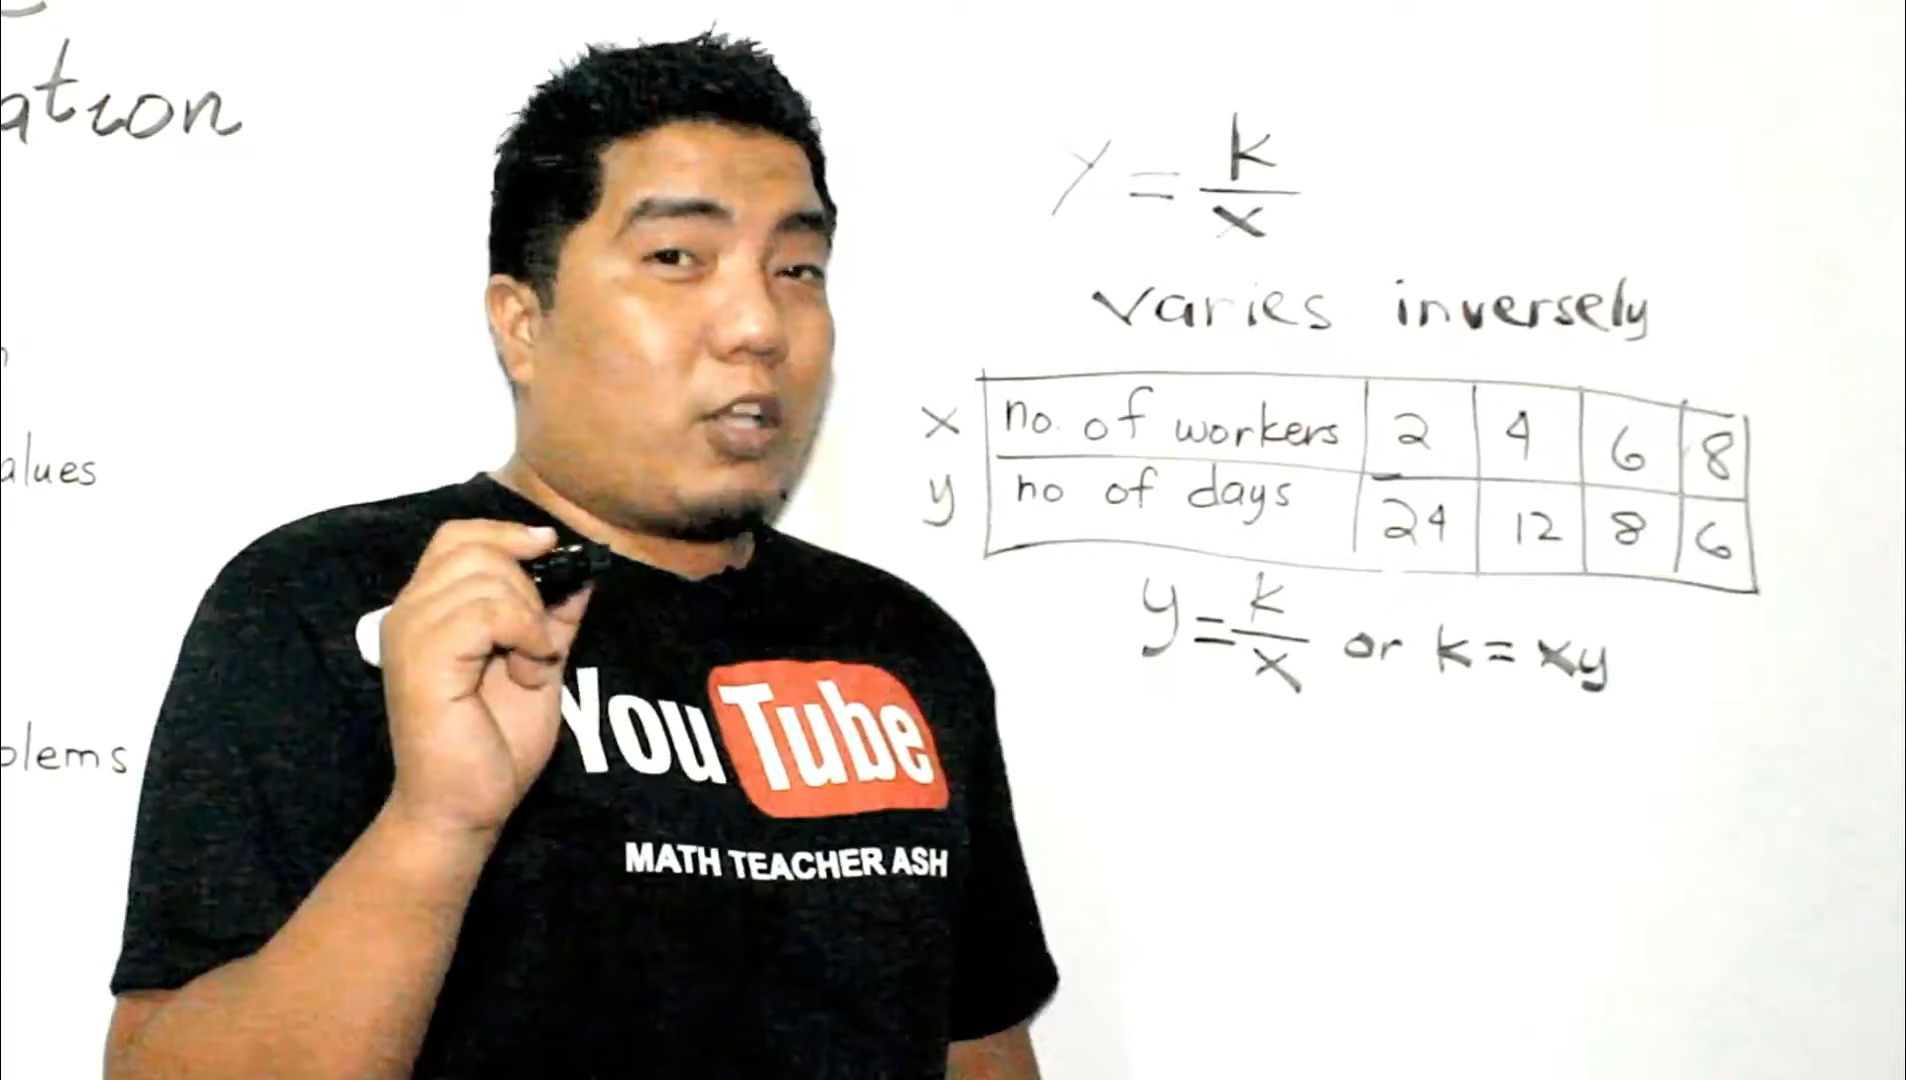 ation
alues
olems
y = k/x
varies inversely
x no. of workers 2 4 6 8
y no of days 24 12 8 6
y = k/x or k = xy
YouTube
MATH TEACHER ASH